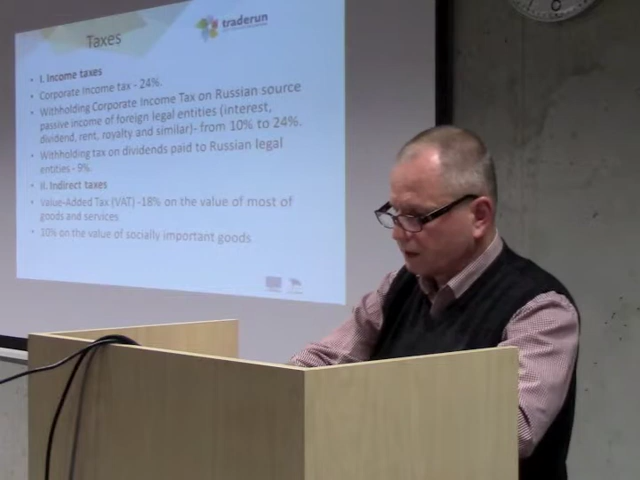 Taxes
traderun
• I. Income taxes
• Corporate Income tax - 24%.
• Withholding Corporate Income Tax on Russian source
passive income of foreign legal entities (interest,
dividend, rent, royalty and similar)- from 10% to 24%.
• Withholding tax on dividends paid to Russian legal
entities - 9%.
• II. Indirect taxes
• Value-Added Tax (VAT) -18% on the value of most of
goods and services
• 10% on the value of socially important goods